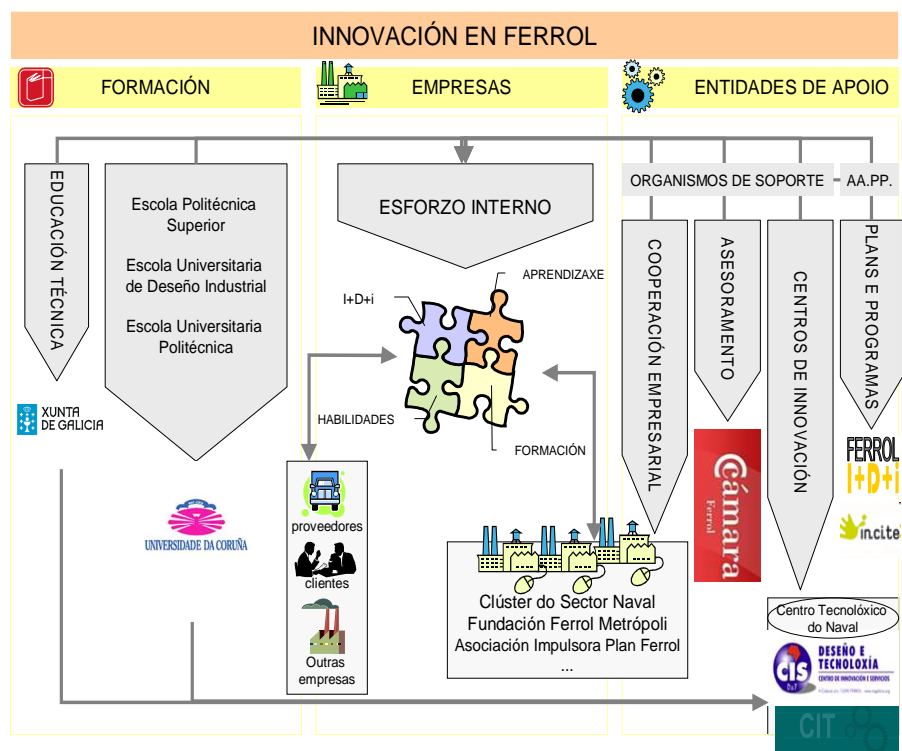 INNOVACIÓN EN FERROL
FORMACIÓN
EMPRESAS
ENTIDADES DE APOIO
EDUCACIÓN TÉCNICA
XUNTA
DE GALICIA
Escola Politécnica
Superior
Escola Universitaria
de Deseño Industrial
Escola Universitaria
Politécnica
UNIVERSIDADE DA CORUÑA
ESFORZO INTERNO
I+D+i
APRENDIZAXE
HABILIDADES
FORMACIÓN
proveedores
clientes
Outras
empresas
Clúster do Sector Naval
Fundación Ferrol Metrópoli
Asociación Impulsora Plan Ferrol
...
ORGANISMOS DE SOPORTE
AA.PP.
COOPERACIÓN EMPRESARIAL
ASESORAMENTO
Cámara
Ferrol
CENTROS DE INNOVACIÓN
PLANS E PROGRAMAS
FERROL
I+D+i
incite
Centro Tecnolóxico
do Naval
cis
D&T
DESEÑO E
TECNOLOXÍA
CENTRO DE INNOVACIÓN E SERVICIOS
CIT